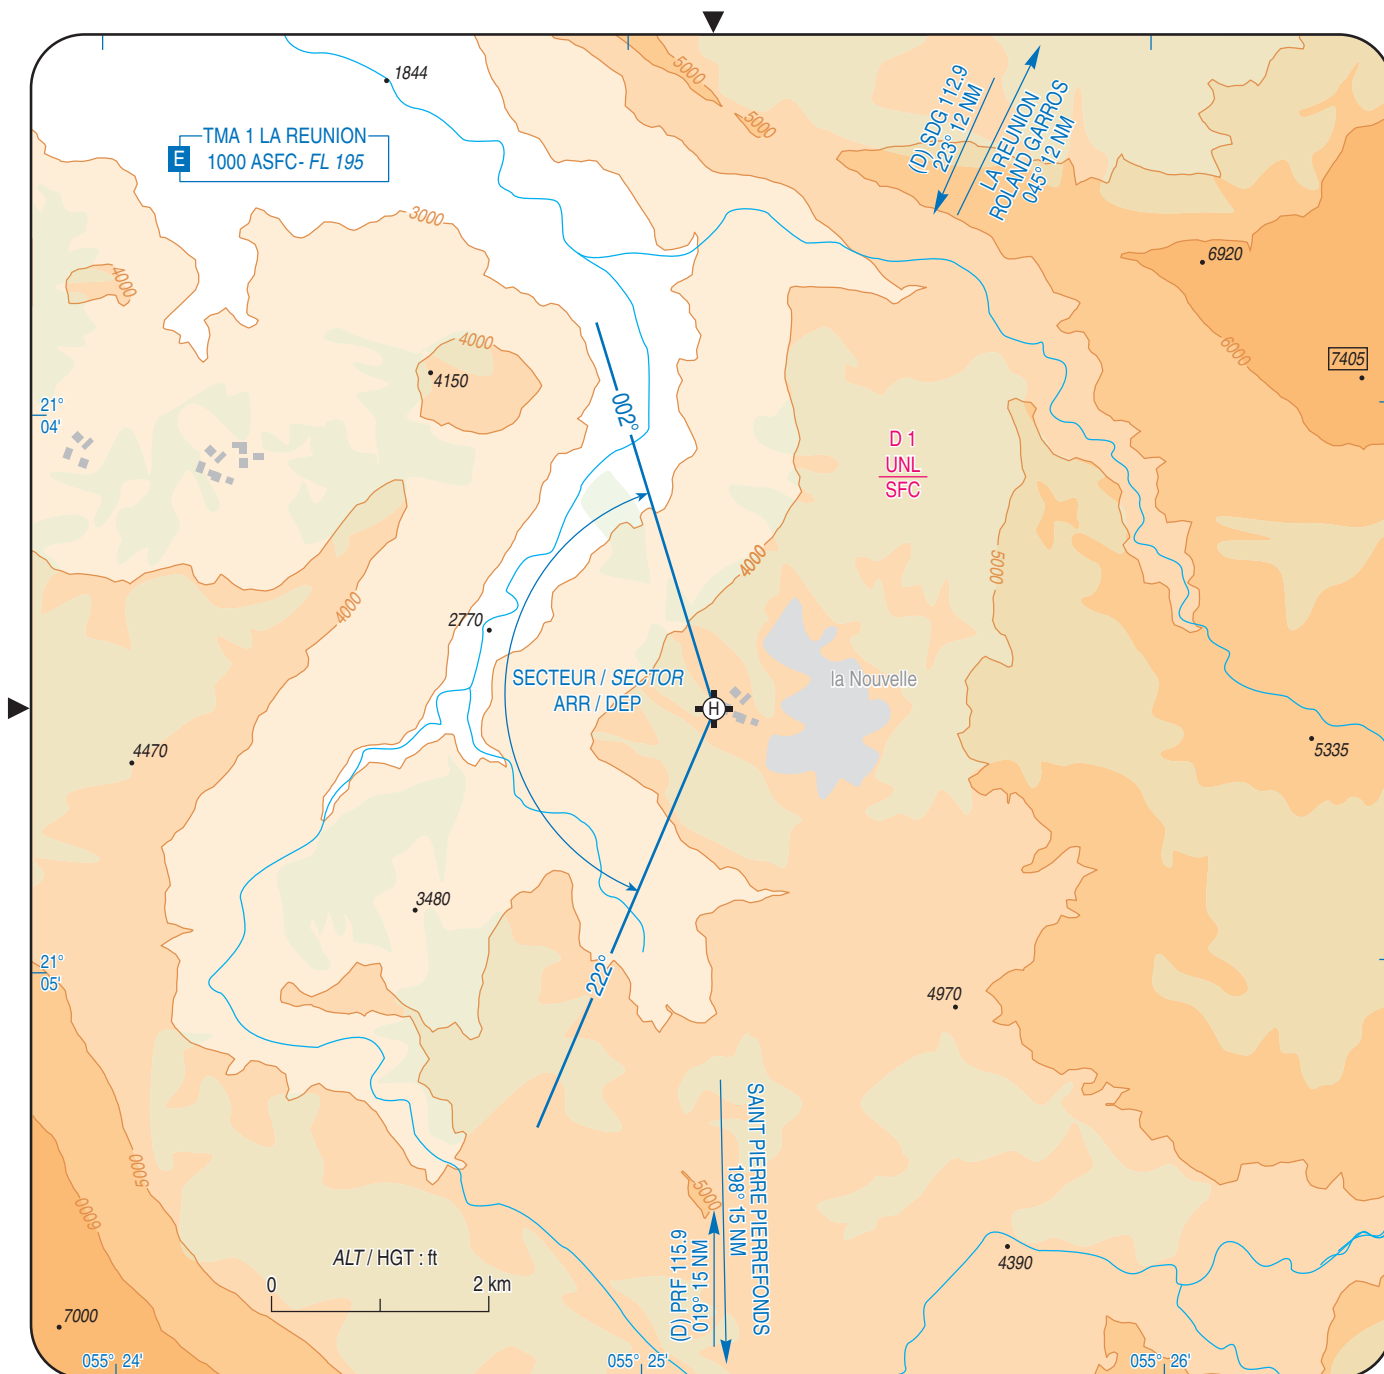 1844
5000
5000
TMA 1 LA REUNION
E
1000 ASFC- FL 195
(D) SDG 112.9
223° 12 NM
LA REUNION
ROLAND GARROS
045° 12 NM
3000
4000
6920
6000
7405
4000
4150
002°
21°
04'
D 1
UNL
SFC
4000
5000
4000
2770
SECTEUR / SECTOR
ARR / DEP
H
la Nouvelle
4470
5335
3480
21°
05'
222°
4970
SAINT PIERRE PIERREFONDS
198° 15 NM
5000
(D) PRF 115.9
019° 15 NM
5000
6000
ALT / HGT : ft
0
2 km
4390
7000
055° 24'
055° 25'
055° 26'